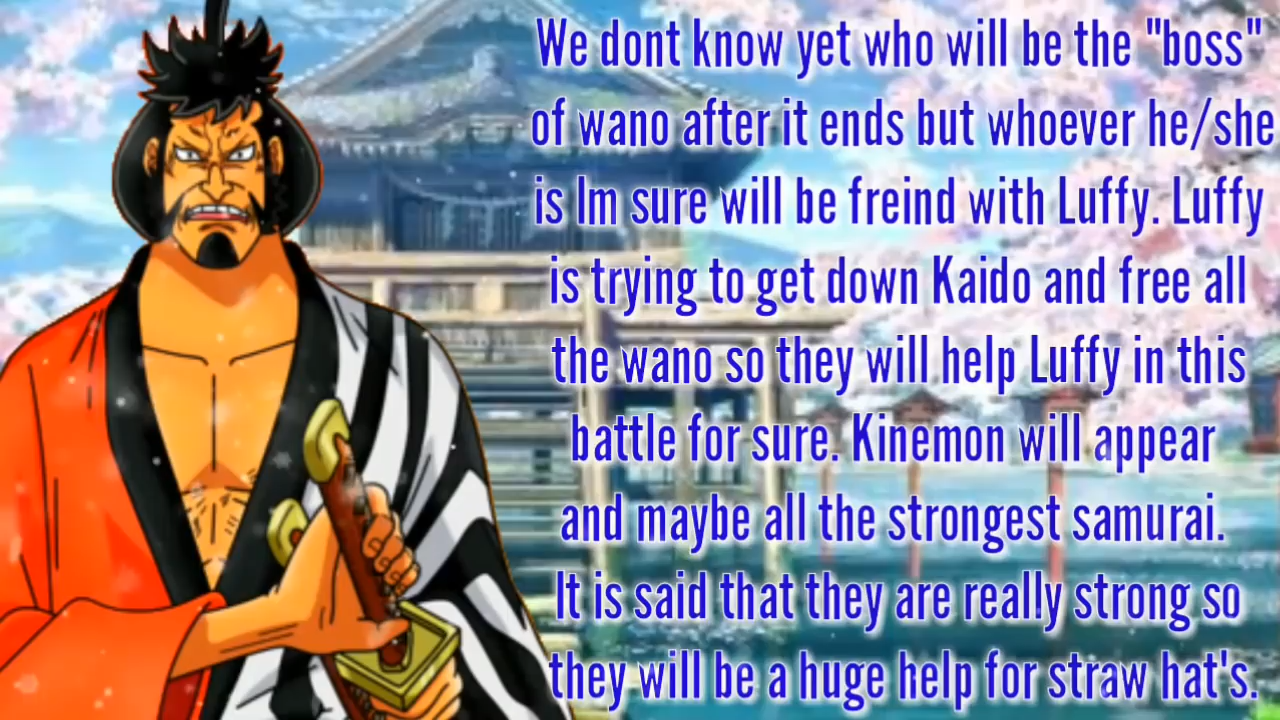 We dont know yet who will be the "boss"
of wano after it ends but whoever he/she
is Im sure will be freind with Luffy. Luffy
is trying to get down Kaido and free all
the wano so they will help Luffy in this
battle for sure. Kinemon will appear
and maybe all the strongest samurai.
It is said that they are really strong so
they will be a huge help for straw hat's.